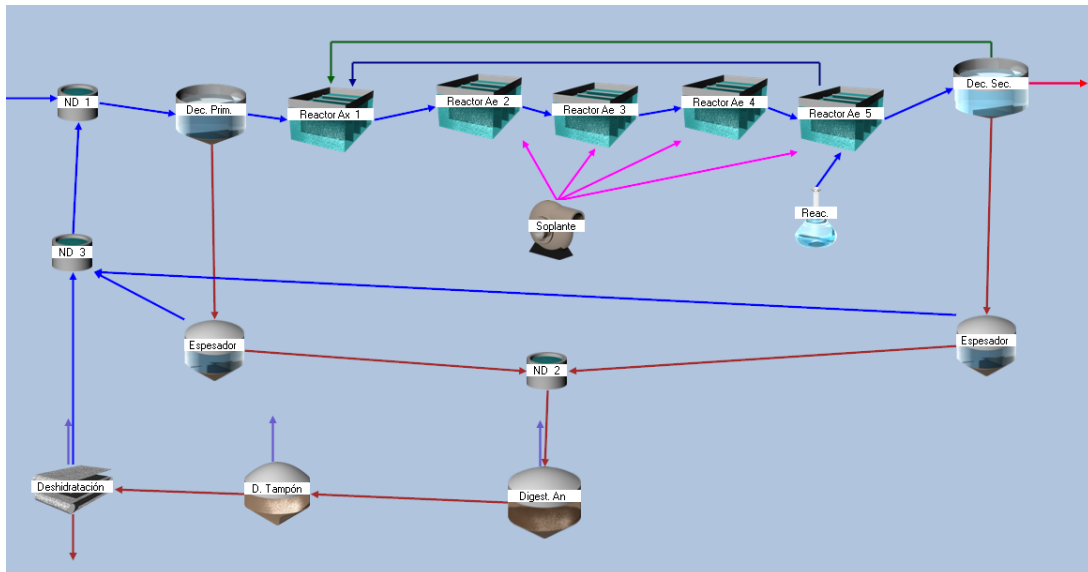 ND 1
Dec. Prim.
Reactor Ax 1
Reactor Ae 2
Reactor Ae 3
Reactor Ae 4
Reactor Ae 5
Dec. Sec.
Soplante
Reac.
ND 3
Espesador
ND 2
Espesador
Deshidratación
D. Tampón
Digest. An